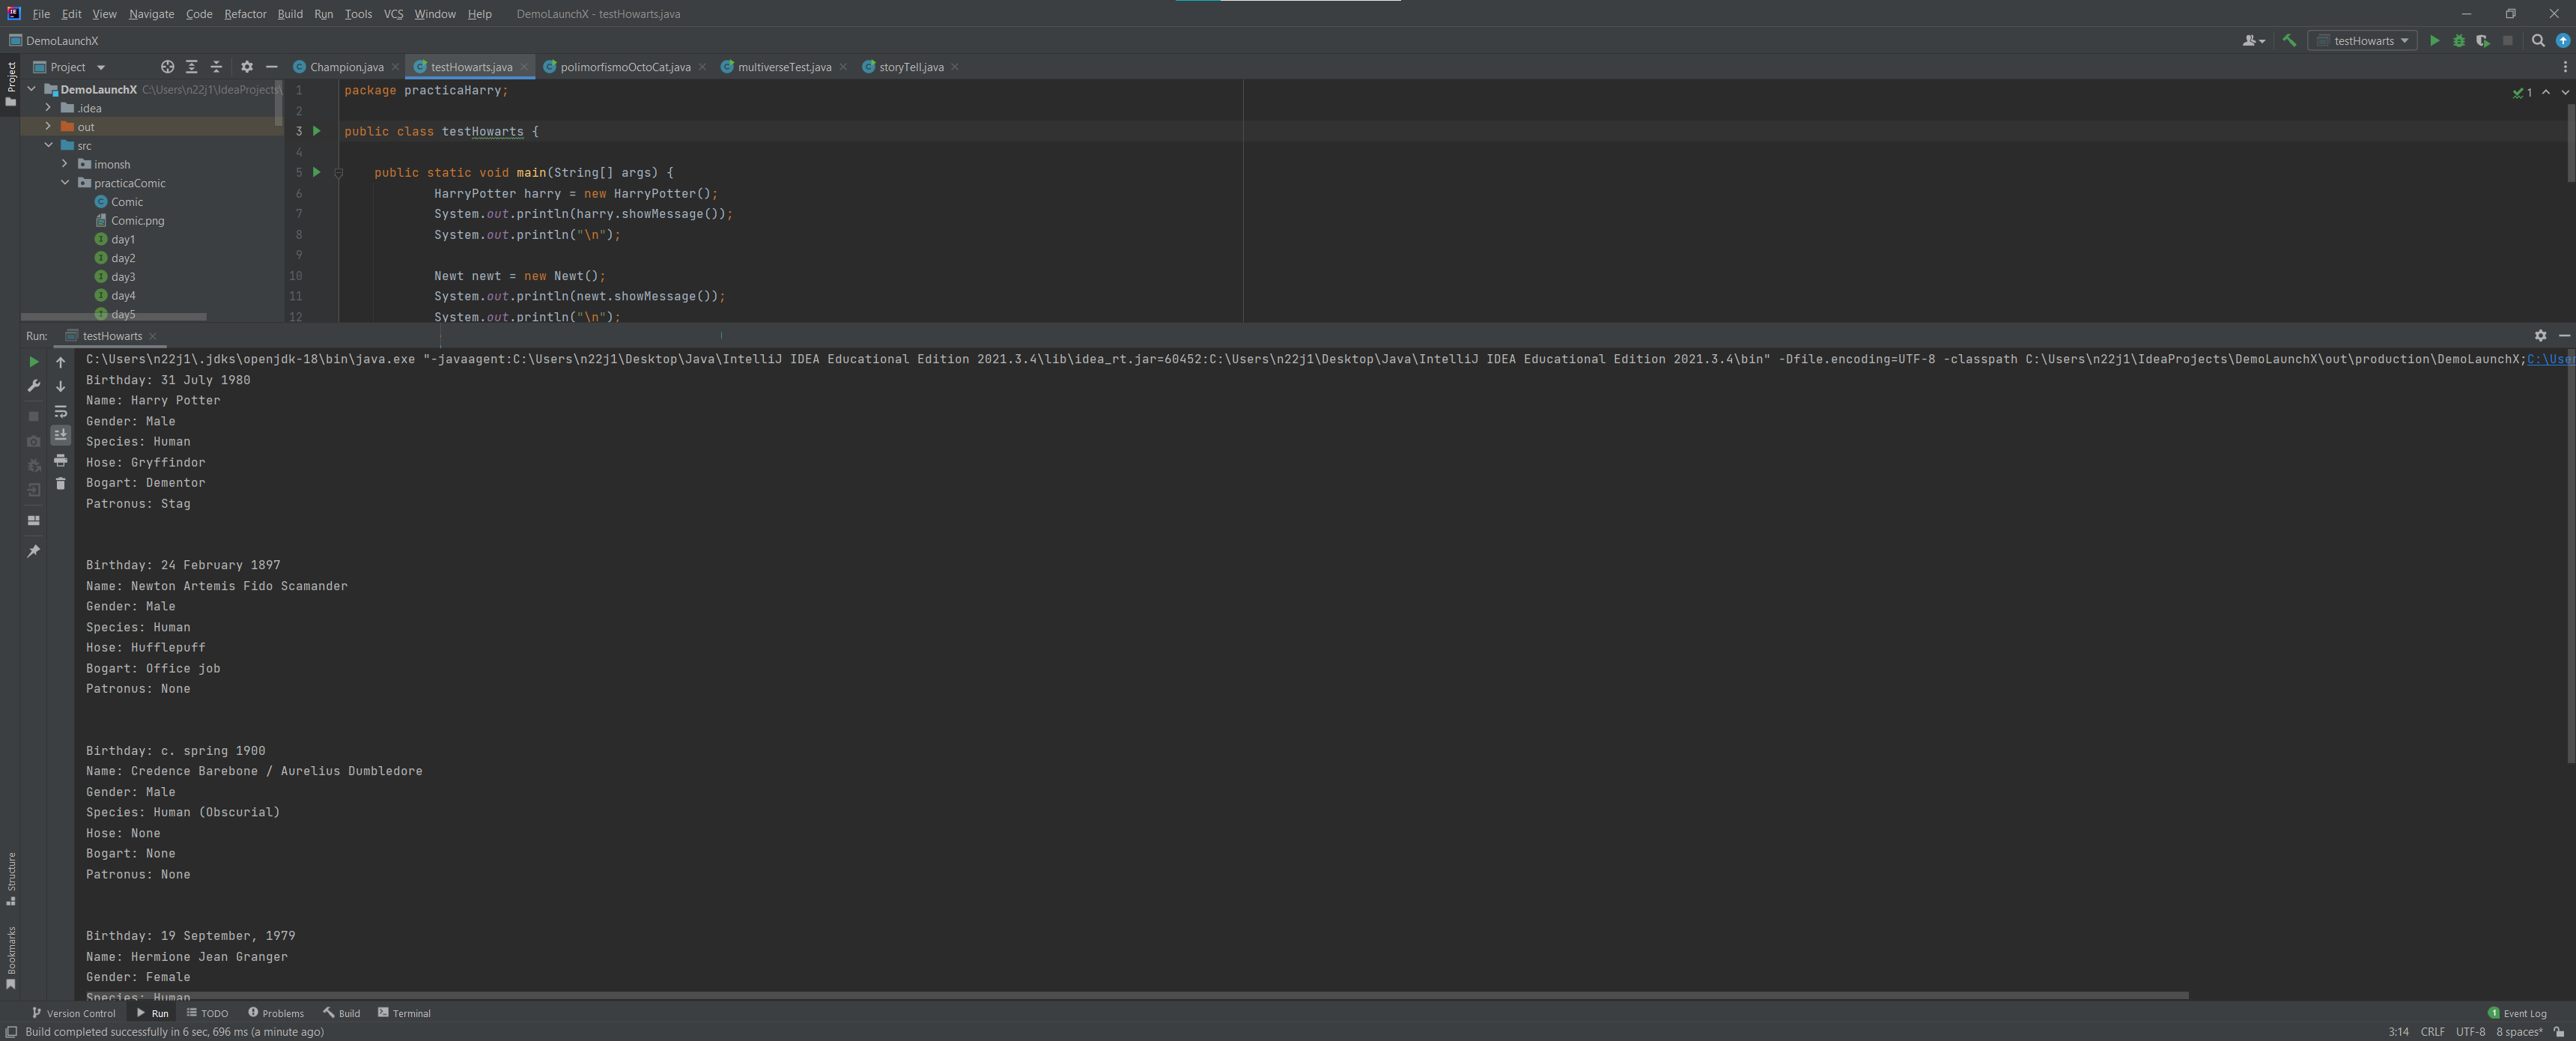 File Edit View Navigate Code Refactor Build Run Tools VCS Window Help DemoLaunchX - testHowarts.java
DemoLaunchX testHowarts
Project Champion.java testHowarts.java polimorfismoOctoCat.java multiverseTest.java storyTell.java
Project
DemoLaunchX C:\Users\n22j1\IdeaProjects\
.idea
out
src
imonsh
practicaComic
Comic
Comic.png
day1
day2
day3
day4
day5
1 package practicaHarry;
2
3 public class testHowarts {
4
5 public static void main(String[] args) {
6 HarryPotter harry = new HarryPotter();
7 System.out.println(harry.showMessage());
8 System.out.println("\n");
9
10 Newt newt = new Newt();
11 System.out.println(newt.showMessage());
12 System.out.println("\n");
1
Run: testHowarts
C:\Users\n22j1\.jdks\openjdk-18\bin\java.exe "-javaagent:C:\Users\n22j1\Desktop\Java\IntelliJ IDEA Educational Edition 2021.3.4\lib\idea_rt.jar=60452:C:\Users\n22j1\Desktop\Java\IntelliJ IDEA Educational Edition 2021.3.4\bin" -Dfile.encoding=UTF-8 -classpath C:\Users\n22j1\IdeaProjects\DemoLaunchX\out\production\DemoLaunchX;C:\Use
Birthday: 31 July 1980
Name: Harry Potter
Gender: Male
Species: Human
Hose: Gryffindor
Bogart: Dementor
Patronus: Stag
Birthday: 24 February 1897
Name: Newton Artemis Fido Scamander
Gender: Male
Species: Human
Hose: Hufflepuff
Bogart: Office job
Patronus: None
Birthday: c. spring 1900
Name: Credence Barebone / Aurelius Dumbledore
Gender: Male
Species: Human (Obscurial)
Hose: None
Bogart: None
Patronus: None
Birthday: 19 September, 1979
Name: Hermione Jean Granger
Gender: Female
Species: Human
Structure
Bookmarks
Version Control Run TODO Problems Build Terminal 1 Event Log
Build completed successfully in 6 sec, 696 ms (a minute ago) 3:14 CRLF UTF-8 8 spaces*